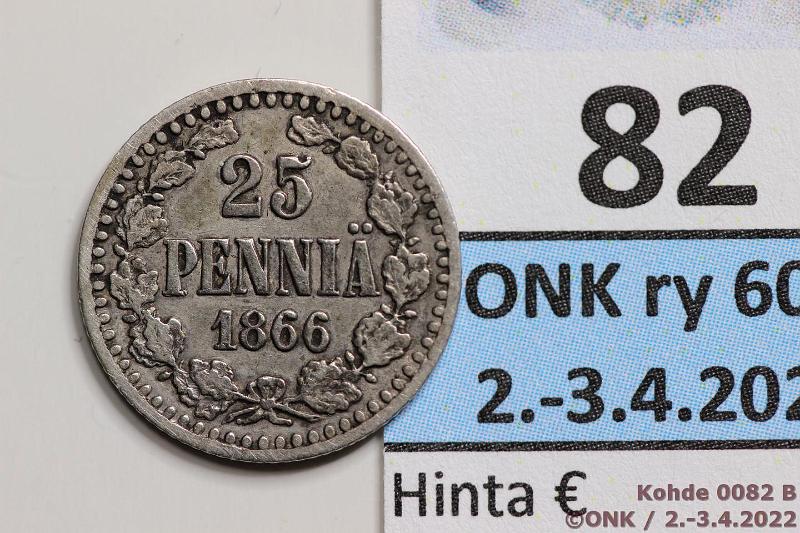 25
PENNIÄ
1866
82
ONK ry 60
2.-3.4.202
Hinta €
Kohde 0082 B
©ONK / 2.-3.4.2022